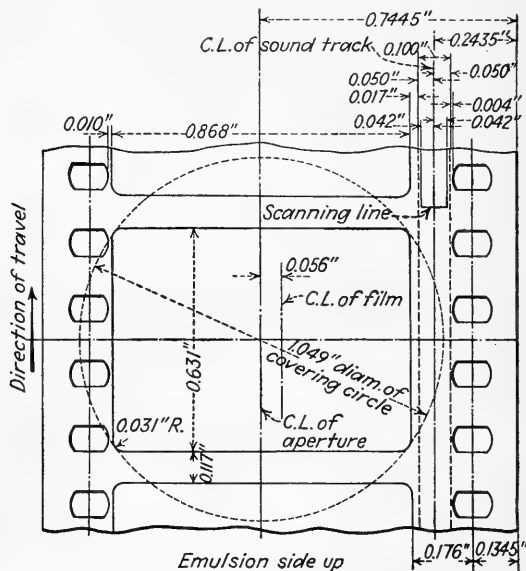 0.7445"
0.2435"
C.L. of sound track
0.100"
0.050"
0.050"
0.017"
0.004"
0.042"
0.042"
0.010"
0.868"
Scanning line
0.056"
C.L. of film
Direction of travel
0.631"
1.049" diam. of
covering circle
0.031" R.
C.L. of
aperture
0.117"
Emulsion side up
0.176"
0.1345"